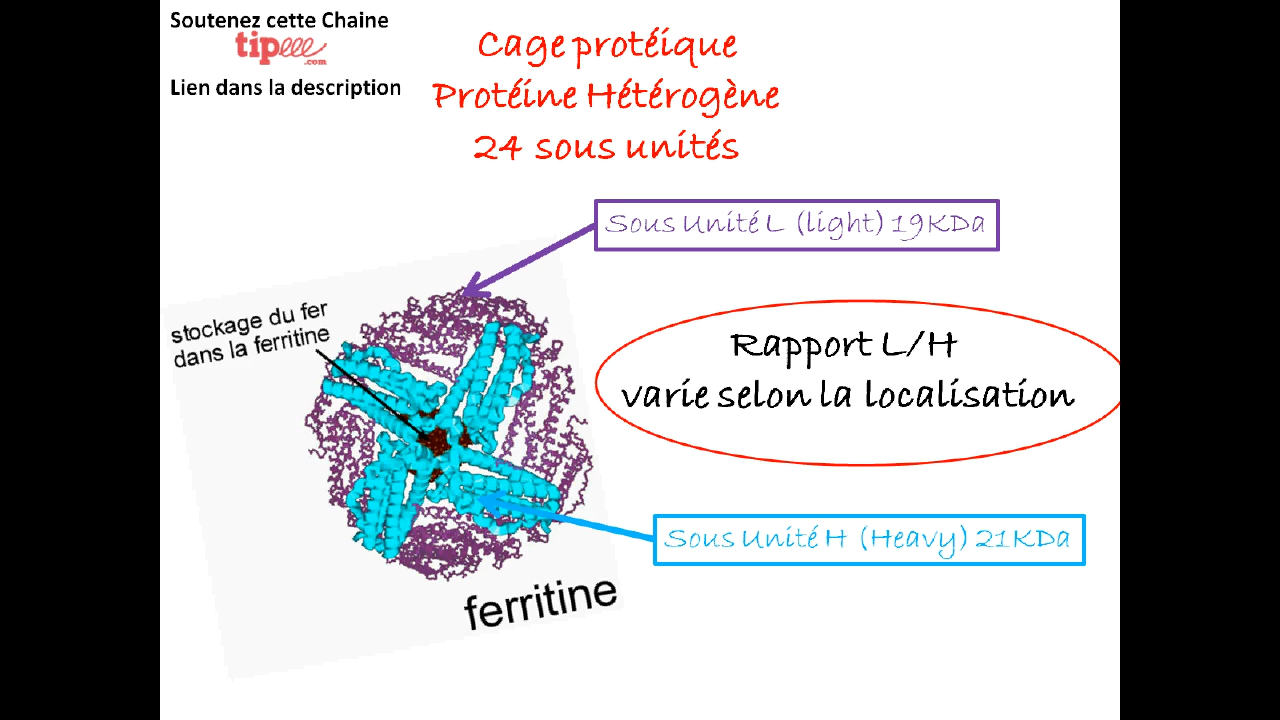 Soutenez cette Chaine
tipeee
.com
Lien dans la description
Cage protéique
Protéine Hétérogène
24 sous unités
Sous Unité L (light) 19KDa
stockage du fer
dans la ferritine
Rapport L/H
varie selon la localisation
Sous Unité H (Heavy) 21KDa
ferritine